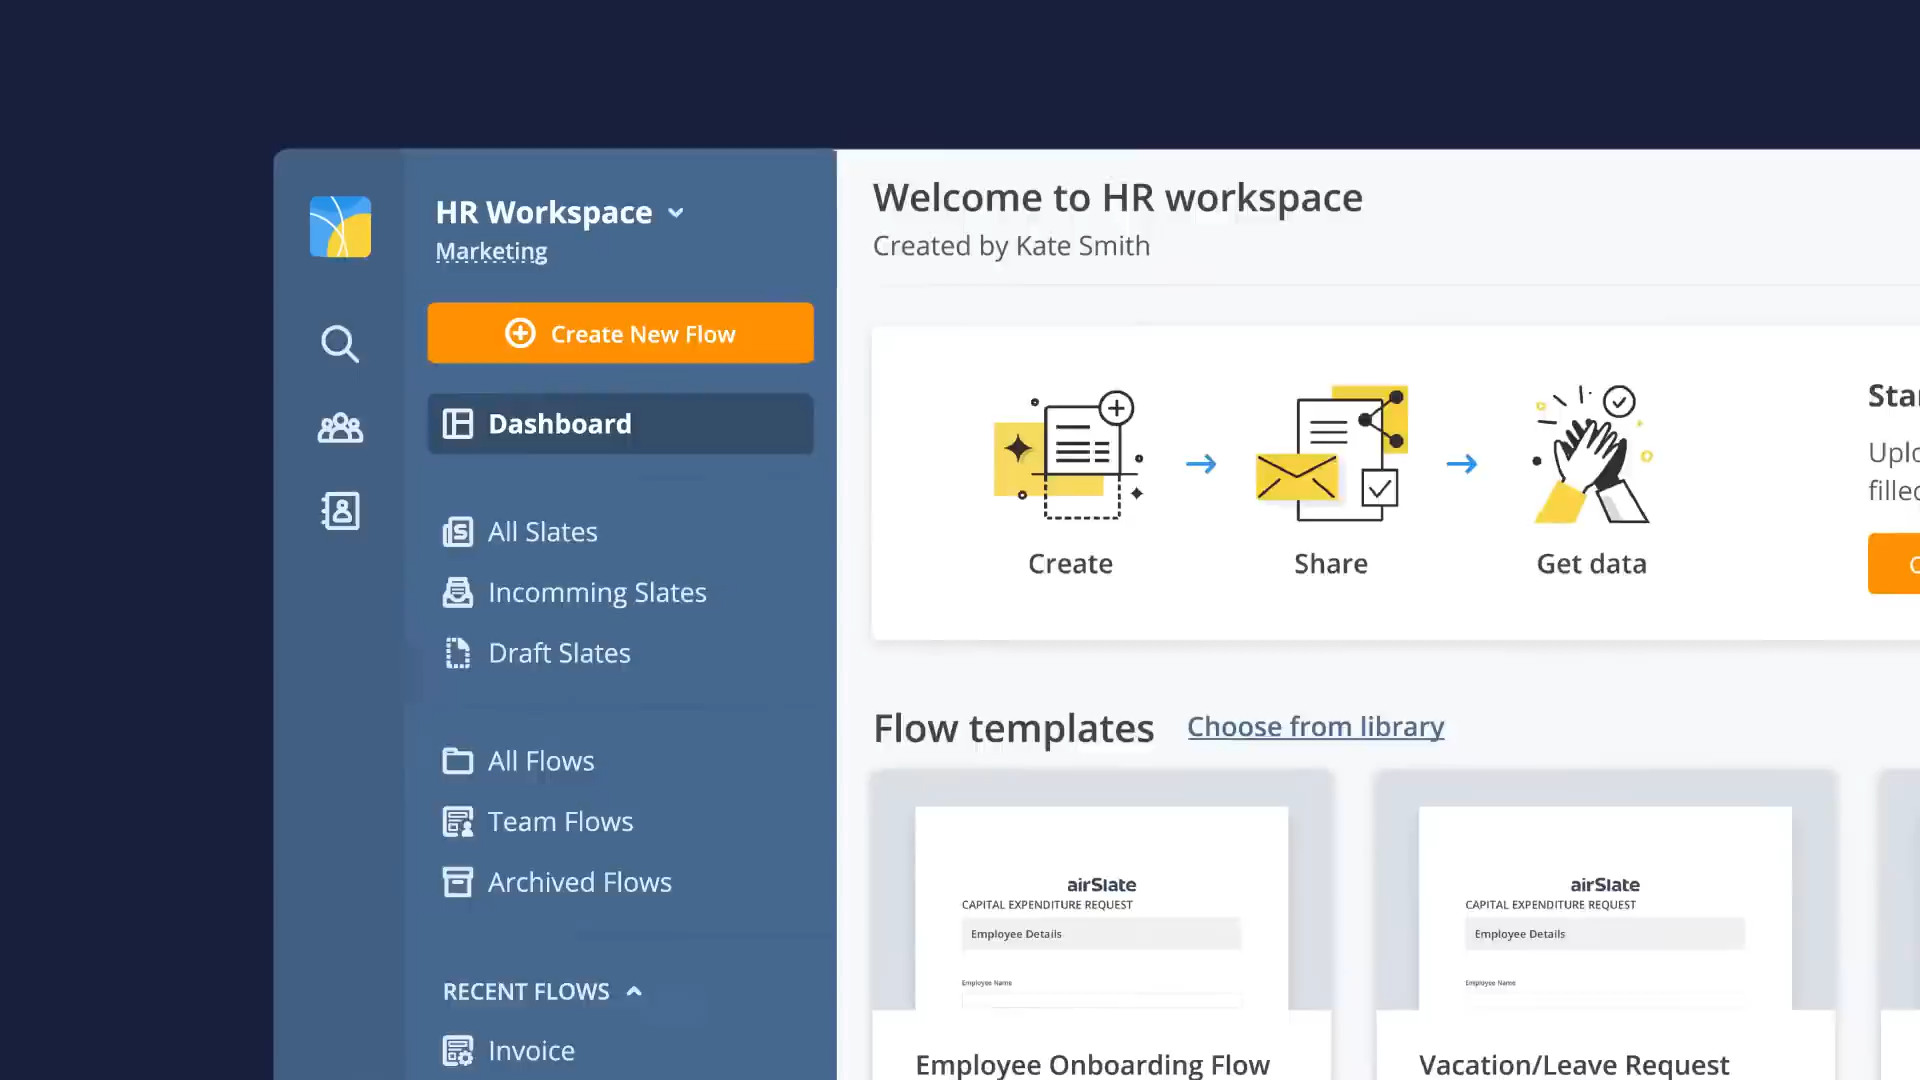 HR Workspace
Marketing
Create New Flow
Dashboard
All Slates
Incomming Slates
Draft Slates
All Flows
Team Flows
Archived Flows
RECENT FLOWS
Invoice
Welcome to HR workspace
Created by Kate Smith
Create
Share
Get data
Flow templates
Choose from library
airSlate
CAPITAL EXPENDITURE REQUEST
Employee Details
Employee Name
Employee Onboarding Flow
airSlate
CAPITAL EXPENDITURE REQUEST
Employee Details
Employee Name
Vacation/Leave Request